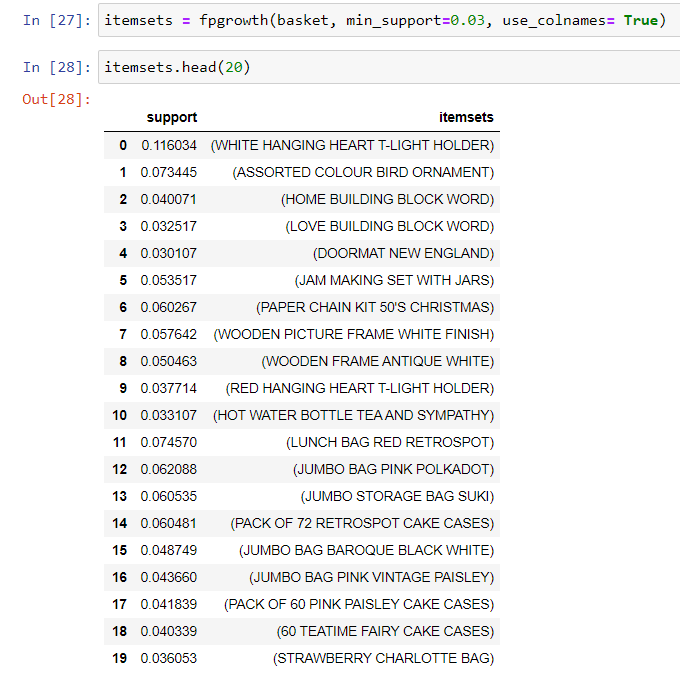 In [27]: itemsets = fpgrowth(basket, min_support=0.03, use_colnames= True)
In [28]: itemsets.head(20)
Out[28]:
support itemsets
0 0.116034 (WHITE HANGING HEART T-LIGHT HOLDER)
1 0.073445 (ASSORTED COLOUR BIRD ORNAMENT)
2 0.040071 (HOME BUILDING BLOCK WORD)
3 0.032517 (LOVE BUILDING BLOCK WORD)
4 0.030107 (DOORMAT NEW ENGLAND)
5 0.053517 (JAM MAKING SET WITH JARS)
6 0.060267 (PAPER CHAIN KIT 50'S CHRISTMAS)
7 0.057642 (WOODEN PICTURE FRAME WHITE FINISH)
8 0.050463 (WOODEN FRAME ANTIQUE WHITE)
9 0.037714 (RED HANGING HEART T-LIGHT HOLDER)
10 0.033107 (HOT WATER BOTTLE TEA AND SYMPATHY)
11 0.074570 (LUNCH BAG RED RETROSPOT)
12 0.062088 (JUMBO BAG PINK POLKADOT)
13 0.060535 (JUMBO STORAGE BAG SUKI)
14 0.060481 (PACK OF 72 RETROSPOT CAKE CASES)
15 0.048749 (JUMBO BAG BAROQUE BLACK WHITE)
16 0.043660 (JUMBO BAG PINK VINTAGE PAISLEY)
17 0.041839 (PACK OF 60 PINK PAISLEY CAKE CASES)
18 0.040339 (60 TEATIME FAIRY CAKE CASES)
19 0.036053 (STRAWBERRY CHARLOTTE BAG)